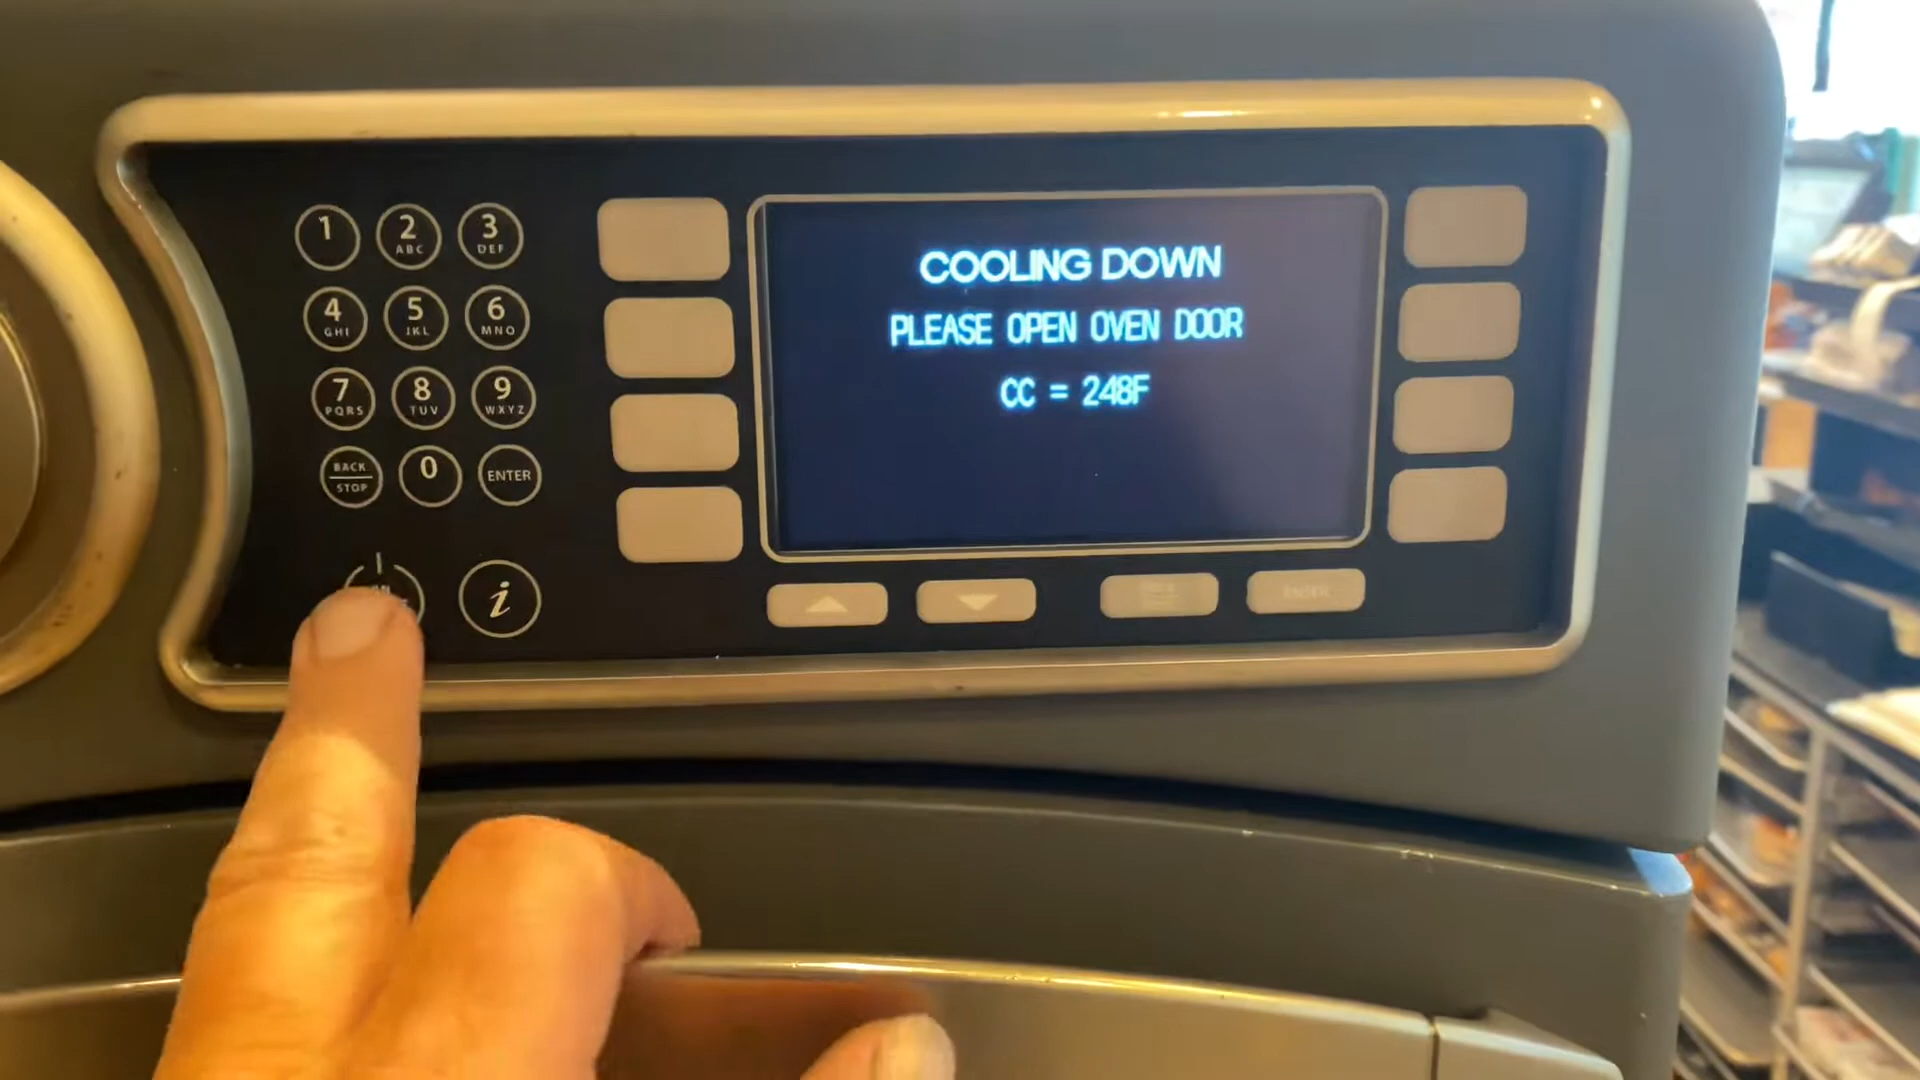 COOLING DOWN
PLEASE OPEN OVEN DOOR
CC = 248F
1
2
ABC
3
DEF
4
GHI
5
JKL
6
MNO
7
PQRS
8
TUV
9
WXYZ
BACK
STOP
0
ENTER
i
ENTER